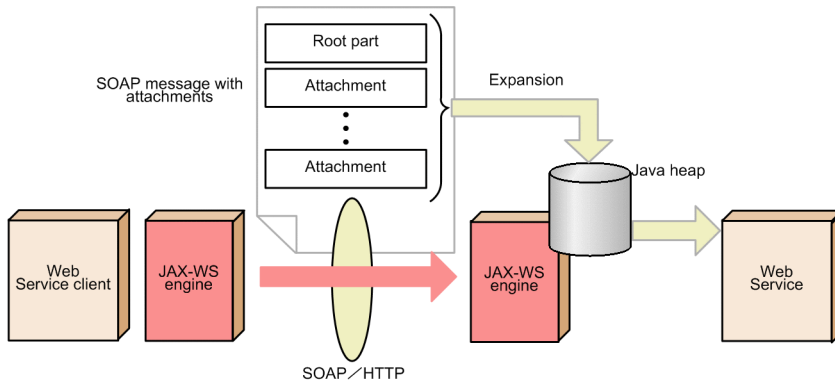 Root part
SOAP message with
attachments
Attachment
Expansion
Attachment
Java heap
Web
Service client
JAX-WS
engine
JAX-WS
engine
Web
Service
SOAP／HTTP